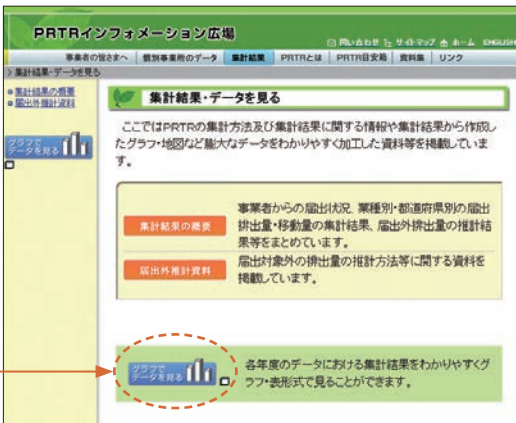 PRTRインフォメーション広場
問い合わせ サイトマップ ホーム ENGLISH
事業者の皆さまへ 個別事業所のデータ 集計結果 PRTRとは PRTR目安箱 資料集 リンク
> 集計結果・データを見る
集計結果の概要
届出外推計資料
グラフで
データを見る
集計結果・データを見る
ここではPRTRの集計方法及び集計結果に関する情報や集計結果から作成し
たグラフ・地図など膨大なデータをわかりやすく加工した資料等を掲載していま
す。
集計結果の概要
事業者からの届出状況、業種別・都道府県別の届出
排出量・移動量の集計結果、届出外排出量の推計結
果等をまとめています。
届出外推計資料
届出対象外の排出量の推計方法等に関する資料を
掲載しています。
グラフで
データを見る
各年度のデータにおける集計結果をわかりやすくグ
ラフ・表形式で見ることができます。